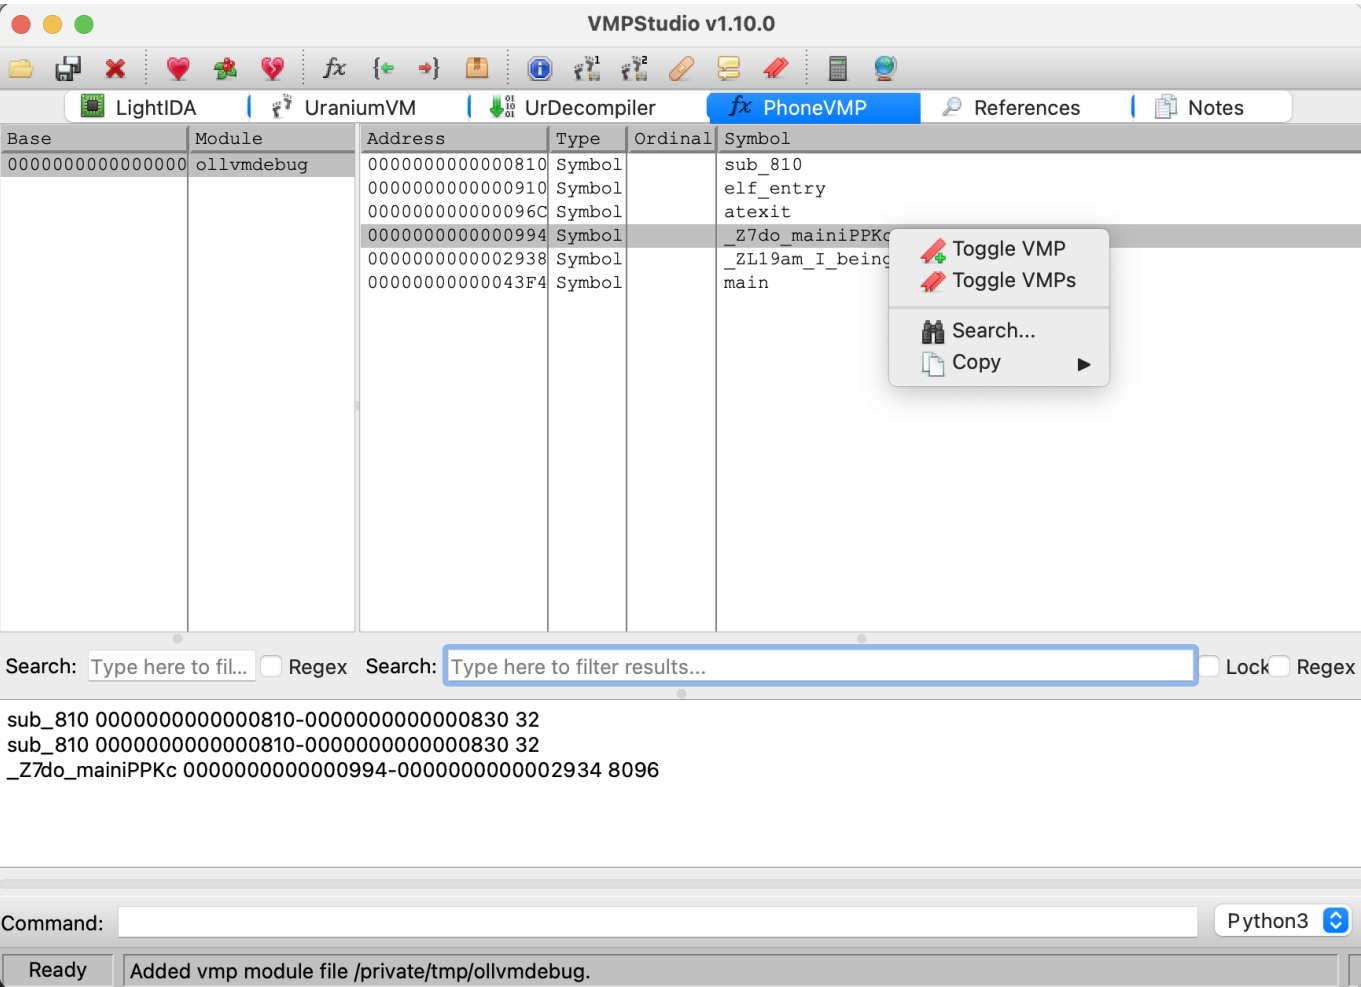 VMPStudio v1.10.0
fx
LightIDA
UraniumVM
UrDecompiler
fx PhoneVMP
References
Notes
Base Module
0000000000000000 ollvmdebug
Address Type Ordinal Symbol
0000000000000810 Symbol sub_810
0000000000000910 Symbol elf_entry
000000000000096C Symbol atexit
0000000000000994 Symbol _Z7do_mainiPPKc
0000000000002938 Symbol _ZL19am_I_being
00000000000043F4 Symbol main
Toggle VMP
Toggle VMPs
Search...
Copy
Search: Type here to fil... Regex Search: Type here to filter results... Lock Regex
sub_810 0000000000000810-0000000000000830 32
sub_810 0000000000000810-0000000000000830 32
_Z7do_mainiPPKc 0000000000000994-0000000000002934 8096
Command: Python3
Ready Added vmp module file /private/tmp/ollvmdebug.